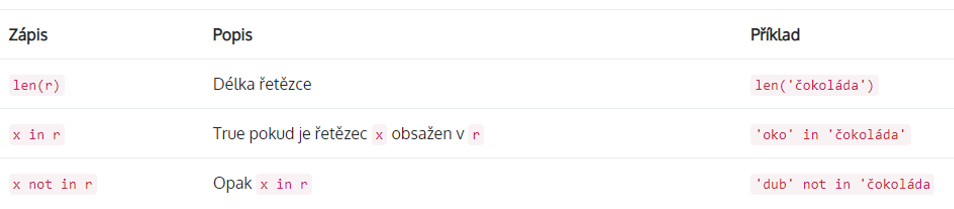 Zápis Popis Příklad
len(r) Délka řetězce len('čokoláda')
x in r True pokud je řetězec x obsažen v r 'oko' in 'čokoláda'
x not in r Opak x in r 'dub' not in 'čokoláda